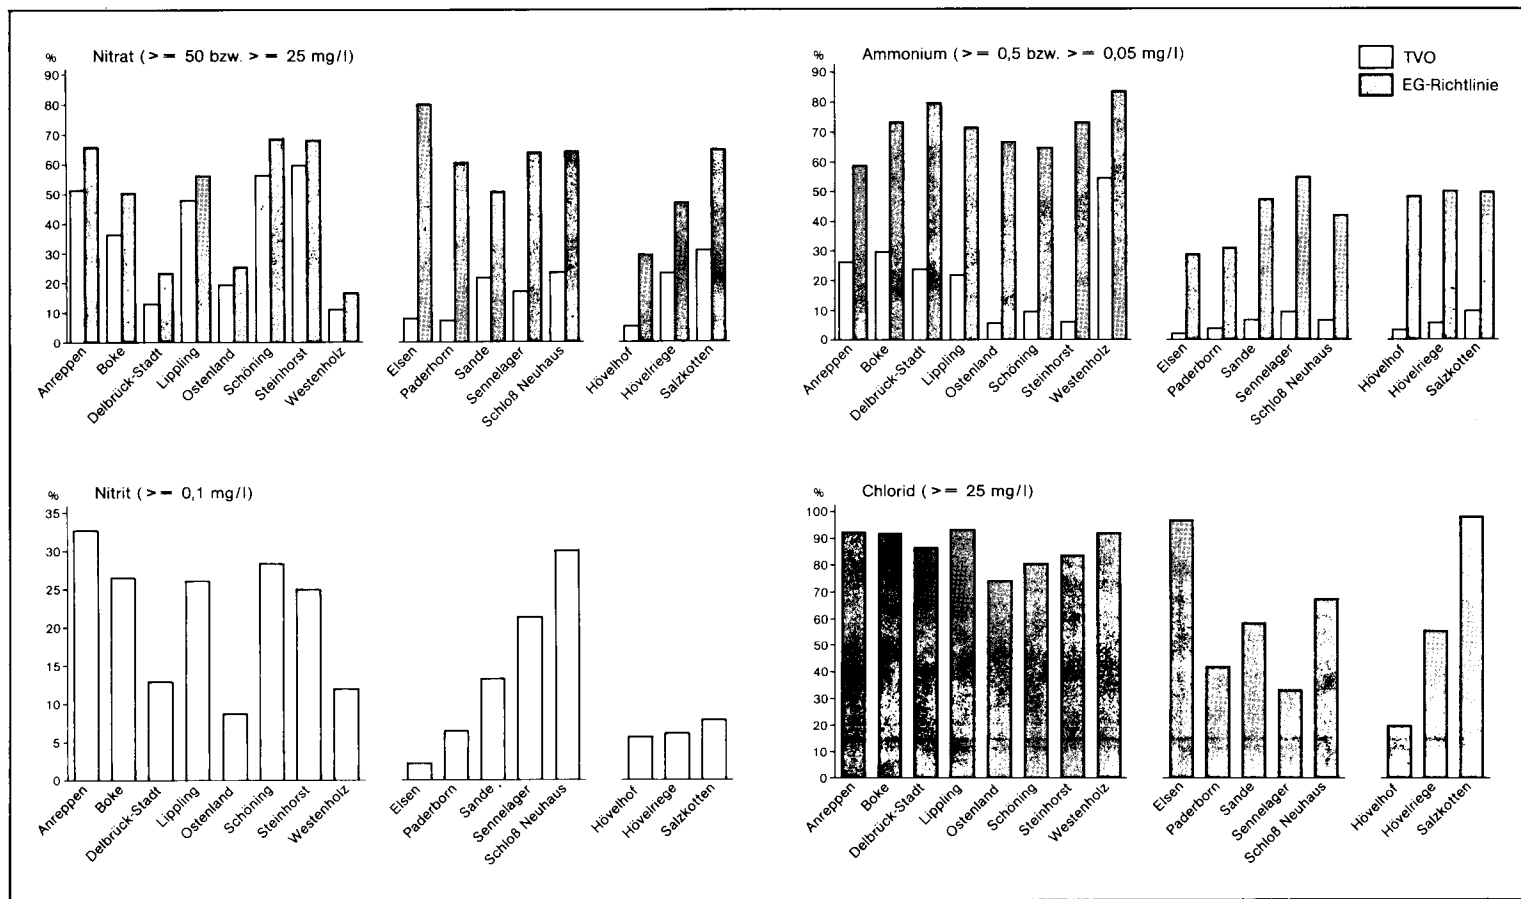 % Nitrat (>= 50 bzw. >= 25 mg/l)
90
80
70
60
50
40
30
20
10
0
Anreppen
Boke
Delbrück-Stadt
Lippling
Ostenland
Schöning
Steinhorst
Westenholz
Elsen
Paderborn
Sande
Sennelager
Schloß Neuhaus
Hövelhof
Hövelriege
Salzkotten
% Ammonium (>= 0,5 bzw. >= 0,05 mg/l)
90
80
70
60
50
40
30
20
10
0
Anreppen
Boke
Delbrück-Stadt
Lippling
Ostenland
Schöning
Steinhorst
Westenholz
Elsen
Paderborn
Sande
Sennelager
Schloß Neuhaus
Hövelhof
Hövelriege
Salzkotten
TVO
EG-Richtlinie
% Nitrit (>= 0,1 mg/l)
35
30
25
20
15
10
5
0
Anreppen
Boke
Delbrück-Stadt
Lippling
Ostenland
Schöning
Steinhorst
Westenholz
Elsen
Paderborn
Sande
Sennelager
Schloß Neuhaus
Hövelhof
Hövelriege
Salzkotten
% Chlorid (>= 25 mg/l)
100
90
80
70
60
50
40
30
20
10
0
Anreppen
Boke
Delbrück-Stadt
Lippling
Ostenland
Schöning
Steinhorst
Westenholz
Elsen
Paderborn
Sande
Sennelager
Schloß Neuhaus
Hövelhof
Hövelriege
Salzkotten